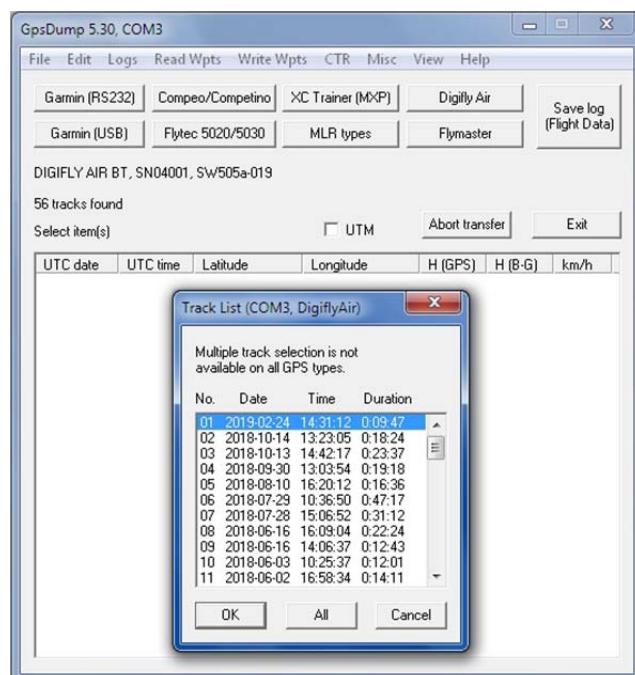 GpsDump 5.30, COM3
File Edit Logs Read Wpts Write Wpts CTR Misc View Help
Garmin (RS232) Compeo/Competino XC Trainer (MXP) Digifly Air Save log (Flight Data)
Garmin (USB) Flytec 5020/5030 MLR types Flymaster
DIGIFLY AIR BT, SN04001, SW505a-019
56 tracks found
Select item(s) UTM Abort transfer Exit
UTC date UTC time Latitude Longitude H (GPS) H (B-G) km/h
Track List (COM3, DigiflyAir)
Multiple track selection is not
available on all GPS types.
No. Date Time Duration
01 2019-02-24 14:31:12 0:09:47
02 2018-10-14 13:23:05 0:18:24
03 2018-10-13 14:42:17 0:23:37
04 2018-09-30 13:03:54 0:19:18
05 2018-08-10 16:20:12 0:16:36
06 2018-07-29 10:36:50 0:47:17
07 2018-07-28 15:06:52 0:31:12
08 2018-06-16 16:09:04 0:22:24
09 2018-06-16 14:06:37 0:12:43
10 2018-06-03 10:25:37 0:12:01
11 2018-06-02 16:58:34 0:14:11
OK All Cancel